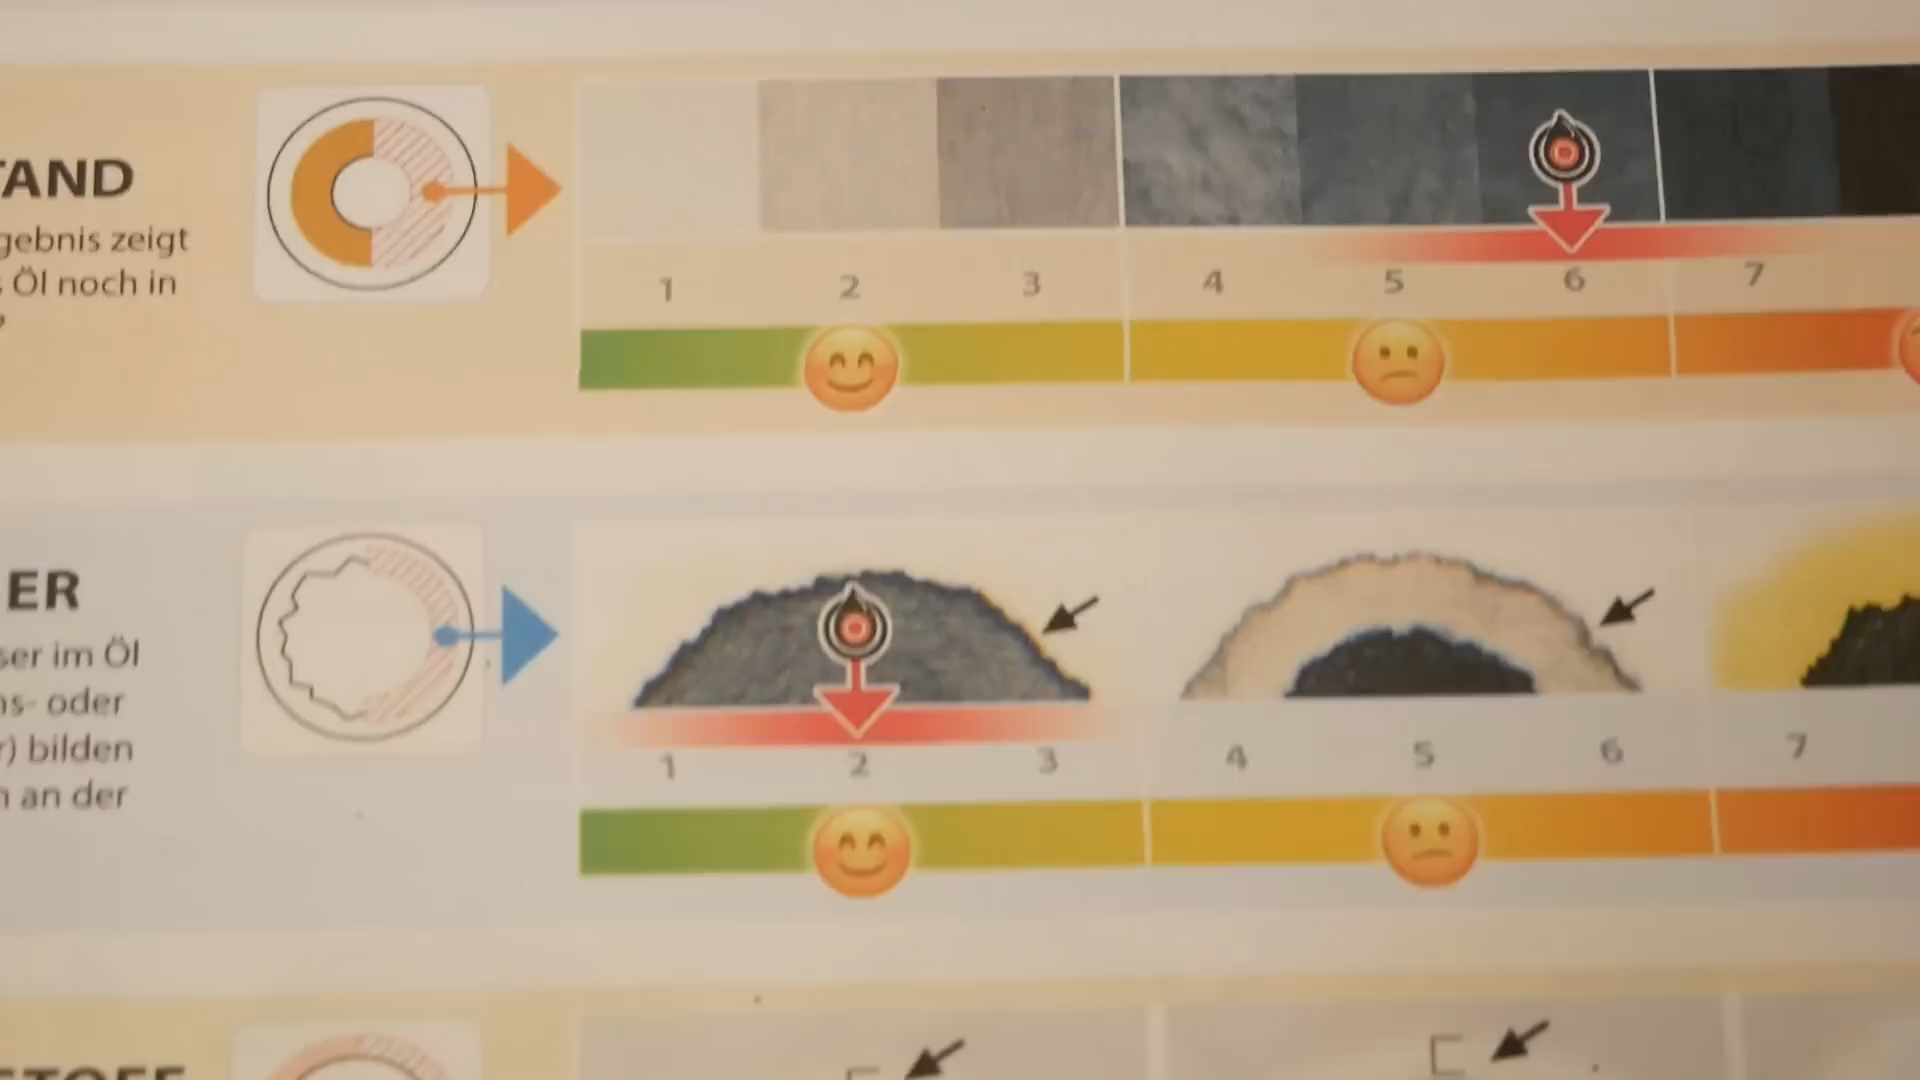 TAND
gebnis zeigt
s Öl noch in
?
1 2 3 4 5 6 7
ER
ser im Öl
ns- oder
r) bilden
n an der
1 2 3 4 5 6 7
STOFF